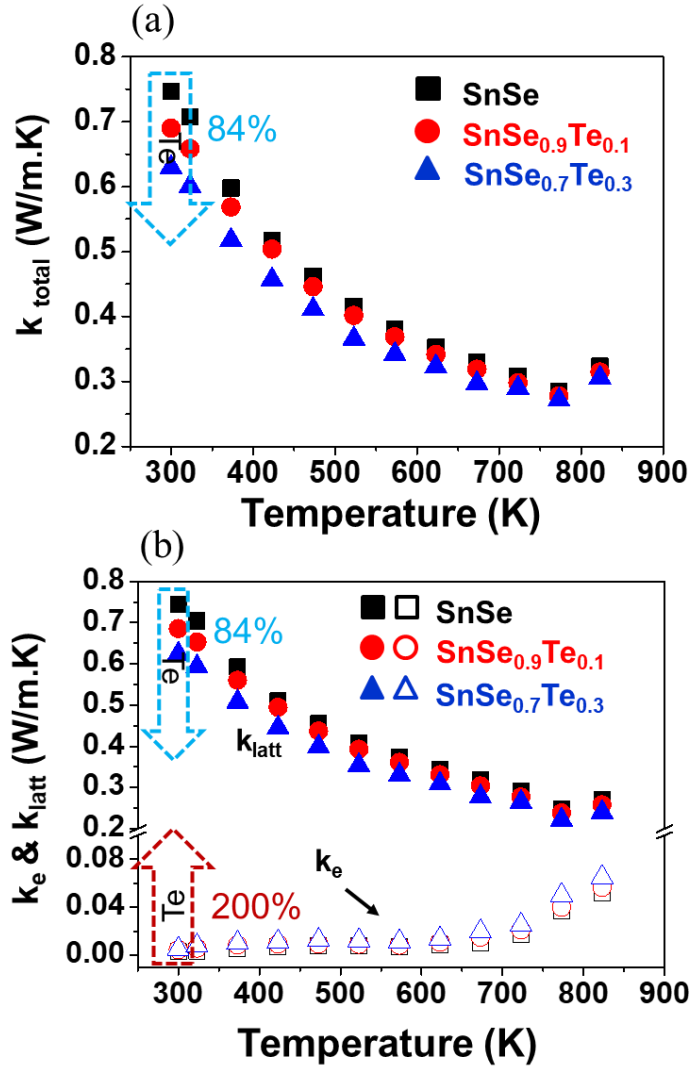 (a)
0.8
0.7
0.6
0.5
0.4
0.3
0.2
k total (W/m.K)
Te
84%
SnSe
SnSe0.9Te0.1
SnSe0.7Te0.3
300 400 500 600 700 800 900
Temperature (K)
(b)
0.8
0.7
0.6
0.5
0.4
0.3
0.2
0.08
0.04
0.00
ke & klatt (W/m.K)
Te
84%
SnSe
SnSe0.9Te0.1
SnSe0.7Te0.3
klatt
ke
Te
200%
300 400 500 600 700 800 900
Temperature (K)